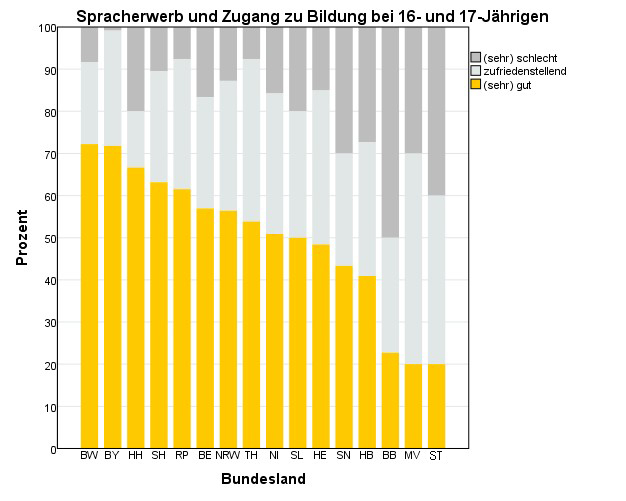 Spracherwerb und Zugang zu Bildung bei 16- und 17-Jährigen
100
90
80
70
60
50
40
30
20
10
0
Prozent
(sehr) schlecht
zufriedenstellend
(sehr) gut
BW BY HH SH RP BE NRW TH NI SL HE SN HB BB MV ST
Bundesland